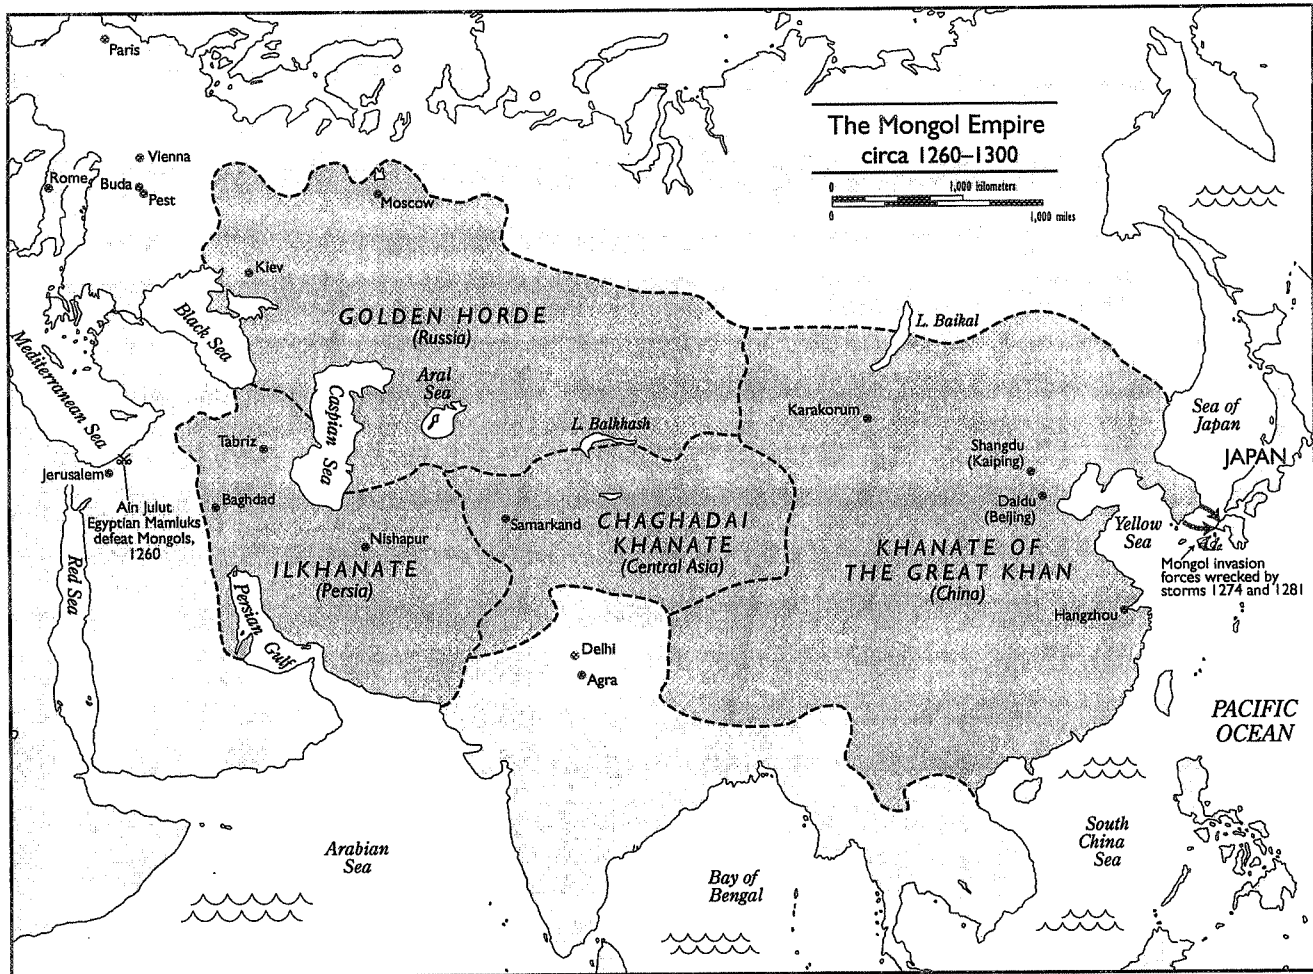 The Mongol Empire
circa 1260–1300
0
1,000 kilometers
0
1,000 miles
Paris
Vienna
Rome
Buda
Pest
Moscow
Kiev
Black Sea
GOLDEN HORDE
(Russia)
L. Baikal
Mediterranean Sea
Caspian
Sea
Aral
Sea
L. Balkhash
Karakorum
Sea of
Japan
JAPAN
Tabriz
Shangdu
(Kaiping)
Jerusalem
Baghdad
Daidu
(Beijing)
Ain Julut
Egyptian Mamluks
defeat Mongols,
1260
Samarkand
CHAGHADAI
KHANATE
(Central Asia)
Yellow
Sea
Nishapur
ILKHANATE
(Persia)
KHANATE OF
THE GREAT KHAN
(China)
Mongol invasion
forces wrecked by
storms 1274 and 1281
Red Sea
Persian
Gulf
Hangzhou
Delhi
Agra
PACIFIC
OCEAN
Arabian
Sea
Bay of
Bengal
South
China
Sea